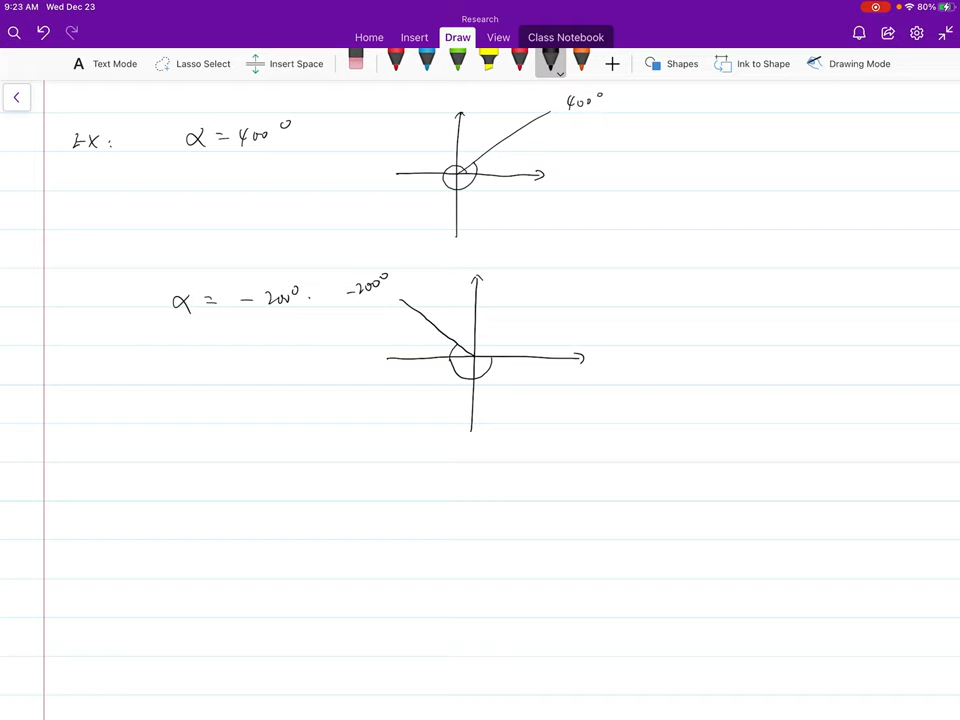 9:23 AM Wed Dec 23
80%
Research
Home Insert Draw View Class Notebook
Text Mode Lasso Select Insert Space Shapes Ink to Shape Drawing Mode
400°
EX: α = 400°
α = - 200°. -200°